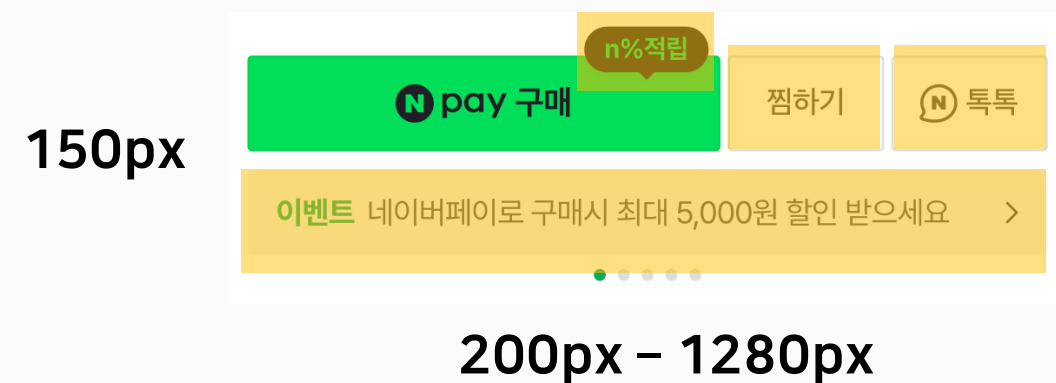 n%적립
N pay 구매
찜하기
N 톡톡
150px
이벤트 네이버페이로 구매시 최대 5,000원 할인 받으세요
200px – 1280px